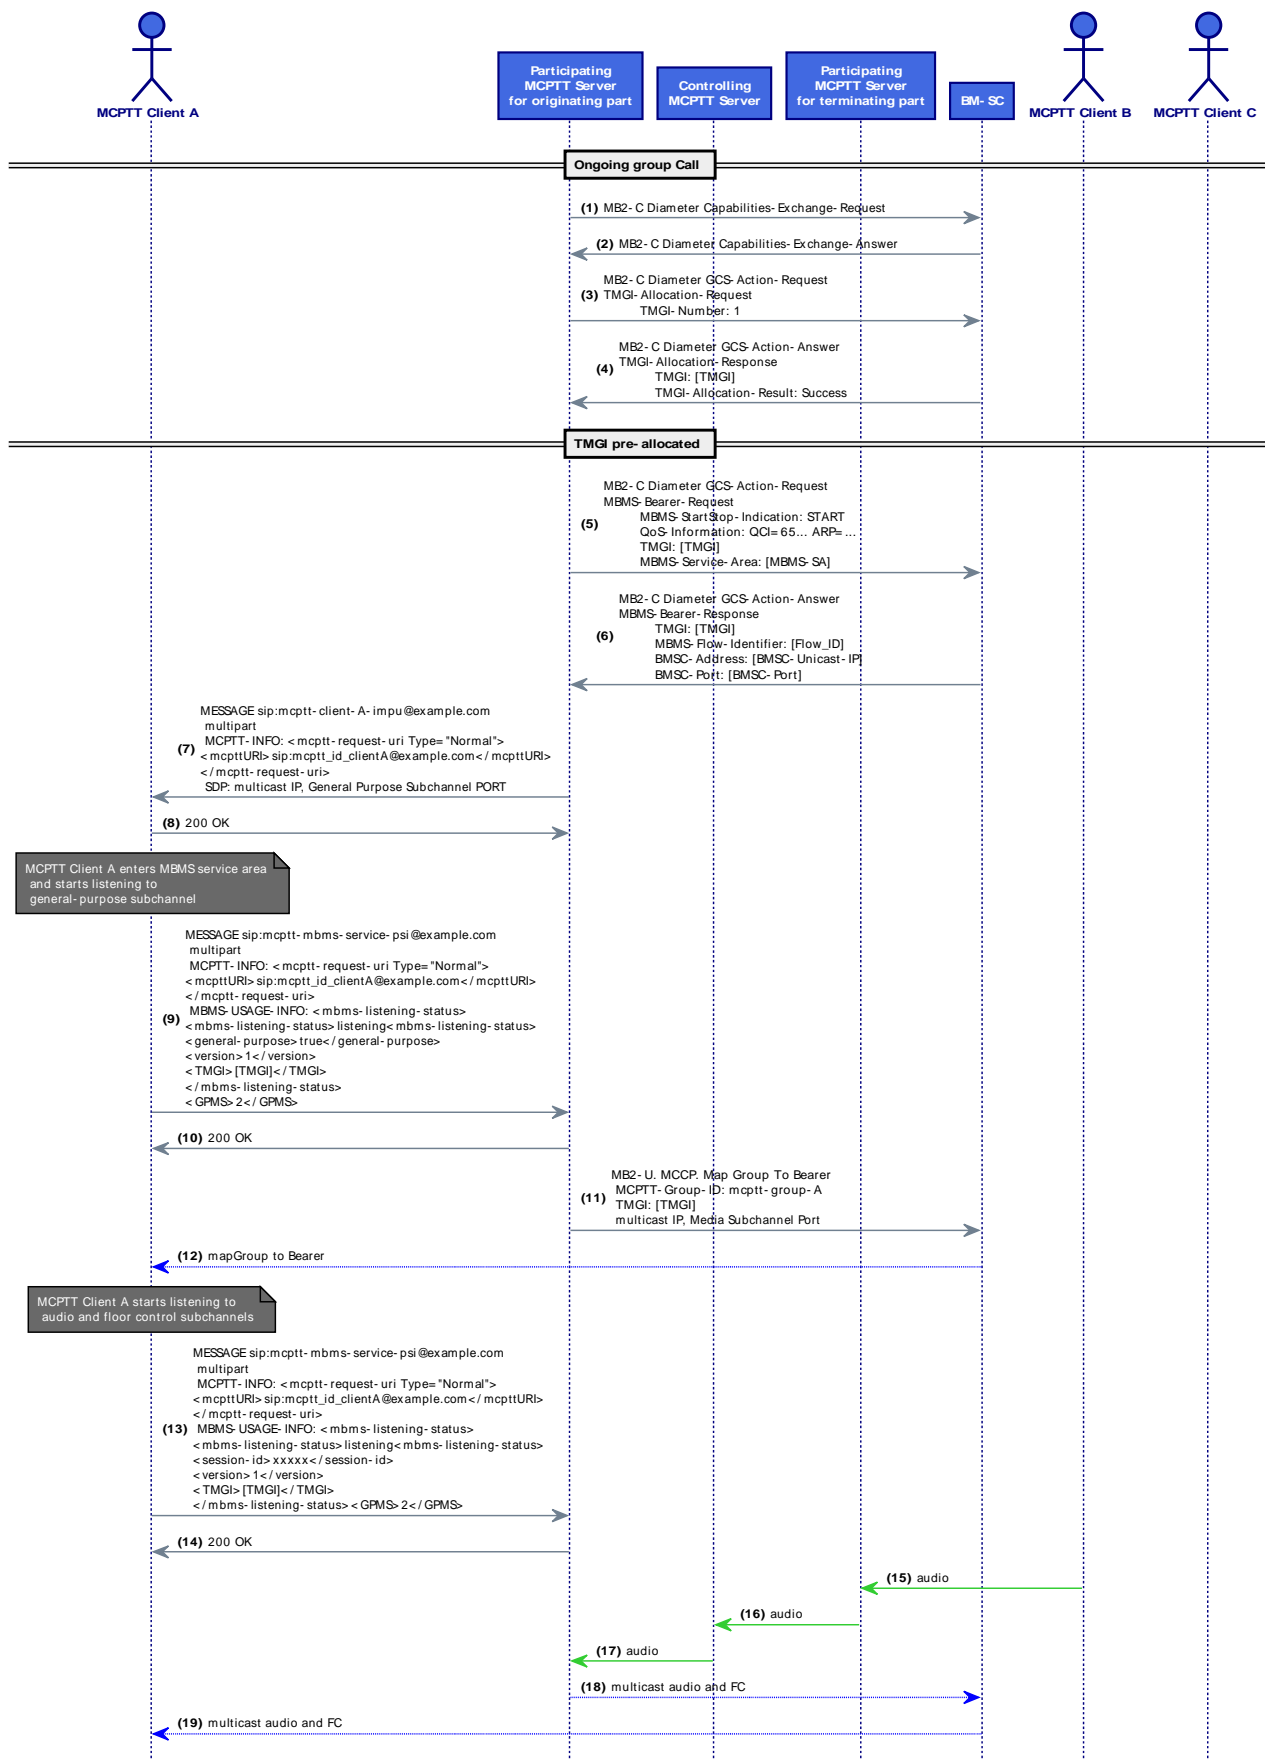 MCPTT Client A
Participating
MCPTT Server
for originating part
Controlling
MCPTT Server
Participating
MCPTT Server
for terminating part
BM-SC
MCPTT Client B
MCPTT Client C
Ongoing group Call
(1) MB2-C Diameter Capabilities-Exchange-Request
(2) MB2-C Diameter Capabilities-Exchange-Answer
MB2-C Diameter GCS-Action-Request
(3) TMGI-Allocation-Request
TMGI-Number: 1
MB2-C Diameter GCS-Action-Answer
TMGI-Allocation-Response
(4)
TMGI: [TMGI]
TMGI-Allocation-Result: Success
TMGI pre-allocated
MB2-C Diameter GCS-Action-Request
MBMS-Bearer-Request
MBMS-StartStop-Indication: START
(5)
QoS-Information: QCI=65... ARP=...
TMGI: [TMGI]
MBMS-Service-Area: [MBMS-SA]
MB2-C Diameter GCS-Action-Answer
MBMS-Bearer-Response
TMGI: [TMGI]
(6)
MBMS-Flow-Identifier: [Flow_ID]
BMSC-Address: [BMSC-Unicast-IP]
BMSC-Port: [BMSC-Port]
MESSAGE sip:mcptt-client-A-impu@example.com
multipart
MCPTT-INFO: <mcptt-request-uri Type="Normal">
(7) <mcpttURI>sip:mcptt_id_clientA@example.com</mcpttURI>
</mcptt-request-uri>
SDP: multicast IP, General Purpose Subchannel PORT
(8) 200 OK
MCPTT Client A enters MBMS service area
and starts listening to
general-purpose subchannel
MESSAGE sip:mcptt-mbms-service-psi@example.com
multipart
MCPTT-INFO: <mcptt-request-uri Type="Normal">
<mcpttURI>sip:mcptt_id_clientA@example.com</mcpttURI>
</mcptt-request-uri>
(9) MBMS-USAGE-INFO: <mbms-listening-status>
<mbms-listening-status>listening<mbms-listening-status>
<general-purpose>true</general-purpose>
<version>1</version>
<TMGI>[TMGI]</TMGI>
</mbms-listening-status>
<GPMS>2</GPMS>
(10) 200 OK
MB2-U. MCCP. Map Group To Bearer
MCPTT-Group-ID: mcptt-group-A
(11)
TMGI: [TMGI]
multicast IP, Media Subchannel Port
(12) mapGroup to Bearer
MCPTT Client A starts listening to
audio and floor control subchannels
MESSAGE sip:mcptt-mbms-service-psi@example.com
multipart
MCPTT-INFO: <mcptt-request-uri Type="Normal">
<mcpttURI>sip:mcptt_id_clientA@example.com</mcpttURI>
</mcptt-request-uri>
(13) MBMS-USAGE-INFO: <mbms-listening-status>
<mbms-listening-status>listening<mbms-listening-status>
<session-id>xxxxx</session-id>
<version>1</version>
<TMGI>[TMGI]</TMGI>
</mbms-listening-status> <GPMS>2</GPMS>
(14) 200 OK
(15) audio
(16) audio
(17) audio
(18) multicast audio and FC
(19) multicast audio and FC